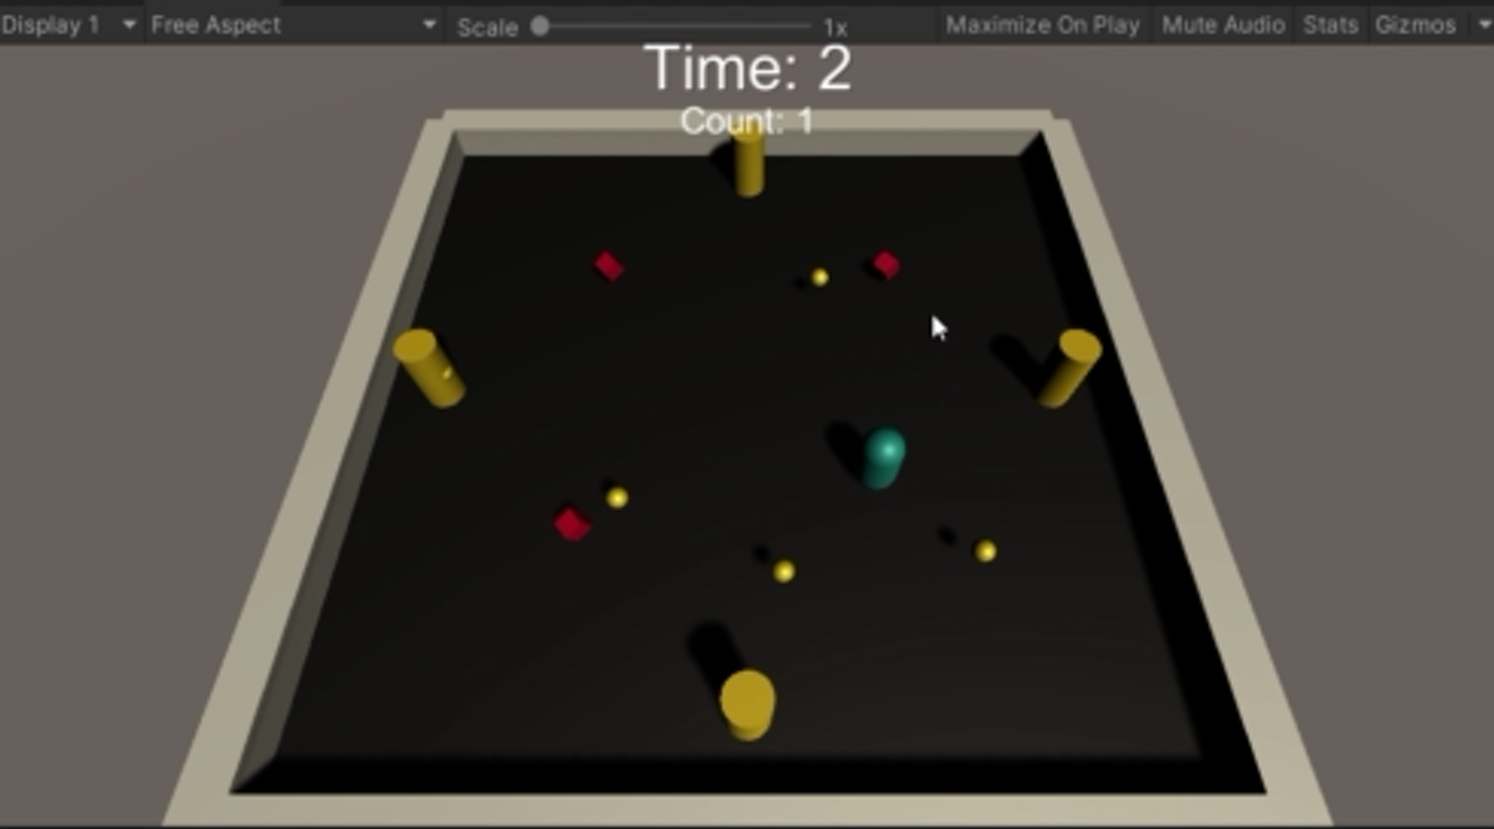 Display 1 Free Aspect Scale 1x Maximize On Play Mute Audio Stats Gizmos
Time: 2
Count: 1